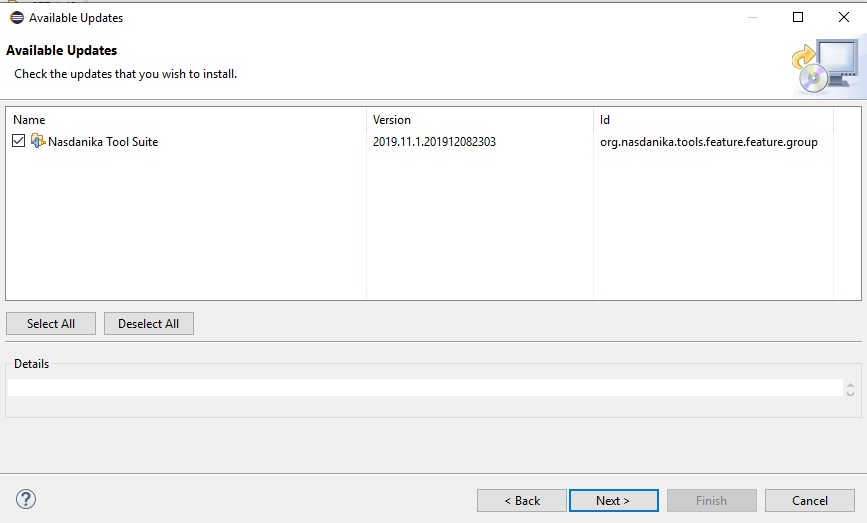 Available Updates
Available Updates
Check the updates that you wish to install.
Name Version Id
Nasdanika Tool Suite 2019.11.1.201912082303 org.nasdanika.tools.feature.feature.group
Select All Deselect All
Details
? < Back Next > Finish Cancel